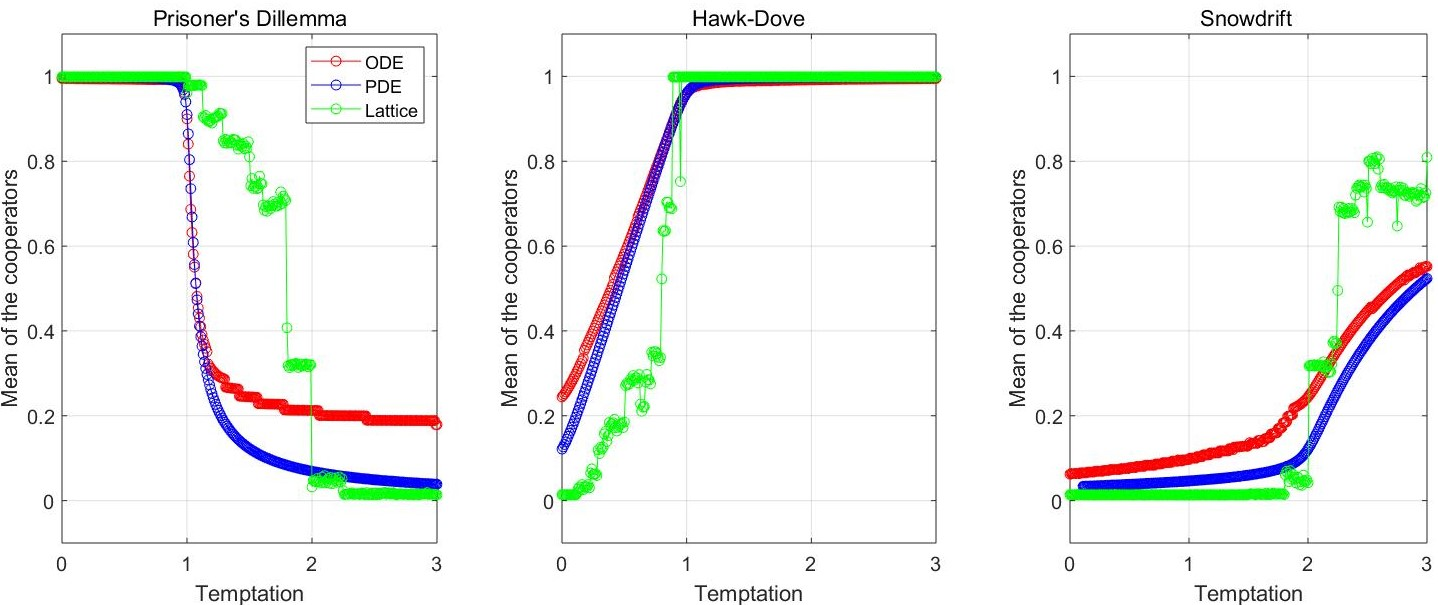 Prisoner's Dillemma
Mean of the cooperators
1
0.8
0.6
0.4
0.2
0
0
1
2
3
Temptation
ODE
PDE
Lattice
Hawk-Dove
Mean of the cooperators
1
0.8
0.6
0.4
0.2
0
0
1
2
3
Temptation
Snowdrift
Mean of the cooperators
1
0.8
0.6
0.4
0.2
0
0
1
2
3
Temptation